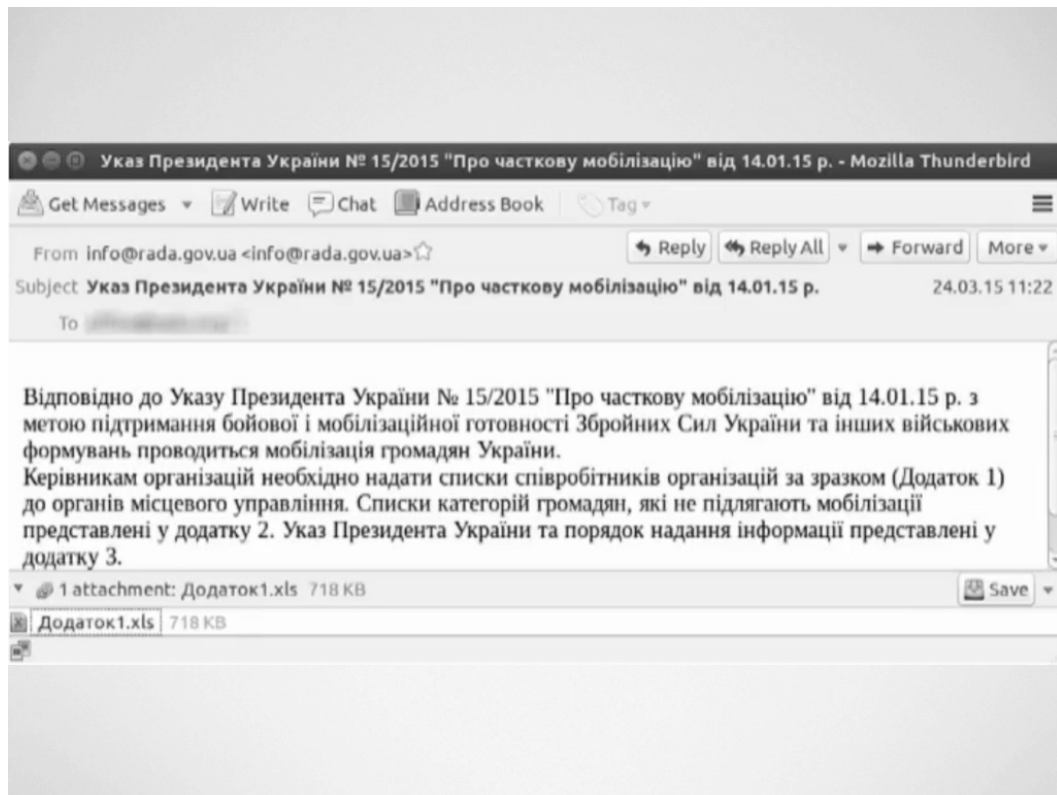 Указ Президента України № 15/2015 "Про часткову мобілізацію" від 14.01.15 р. - Mozilla Thunderbird
Get Messages Write Chat Address Book Tag
From info@rada.gov.ua <info@rada.gov.ua> Reply Reply All Forward More
Subject Указ Президента України № 15/2015 "Про часткову мобілізацію" від 14.01.15 р. 24.03.15 11:22
To
Відповідно до Указу Президента України № 15/2015 "Про часткову мобілізацію" від 14.01.15 р. з
метою підтримання бойової і мобілізаційної готовності Збройних Сил України та інших військових
формувань проводиться мобілізація громадян України.
Керівникам організацій необхідно надати списки співробітників організацій за зразком (Додаток 1)
до органів місцевого управління. Списки категорій громадян, які не підлягають мобілізації
представлені у додатку 2. Указ Президента України та порядок надання інформації представлені у
додатку 3.
1 attachment: Додаток1.xls 718 KB Save
Додаток1.xls 718 KB